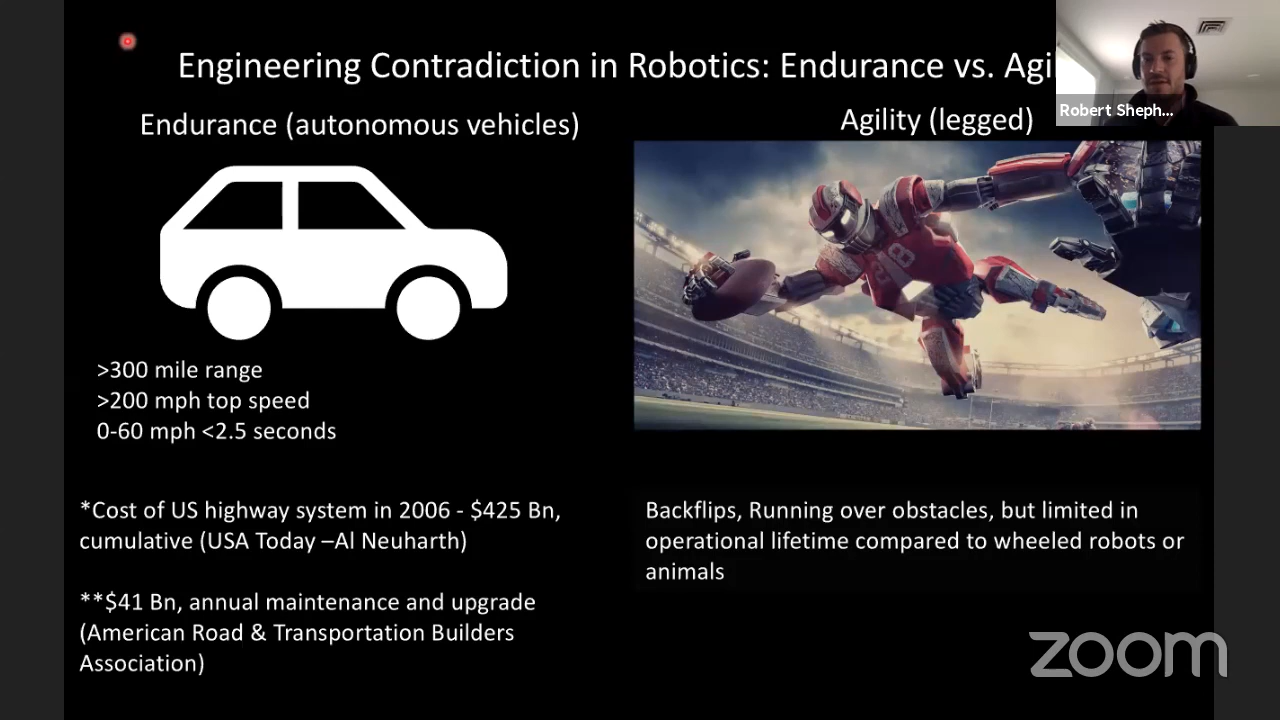 Engineering Contradiction in Robotics: Endurance vs. Agi
Robert Sheph...
Endurance (autonomous vehicles)
Agility (legged)
18
>300 mile range
>200 mph top speed
0-60 mph <2.5 seconds
*Cost of US highway system in 2006 - $425 Bn,
cumulative (USA Today –Al Neuharth)
**$41 Bn, annual maintenance and upgrade
(American Road & Transportation Builders
Association)
Backflips, Running over obstacles, but limited in
operational lifetime compared to wheeled robots or
animals
zoom